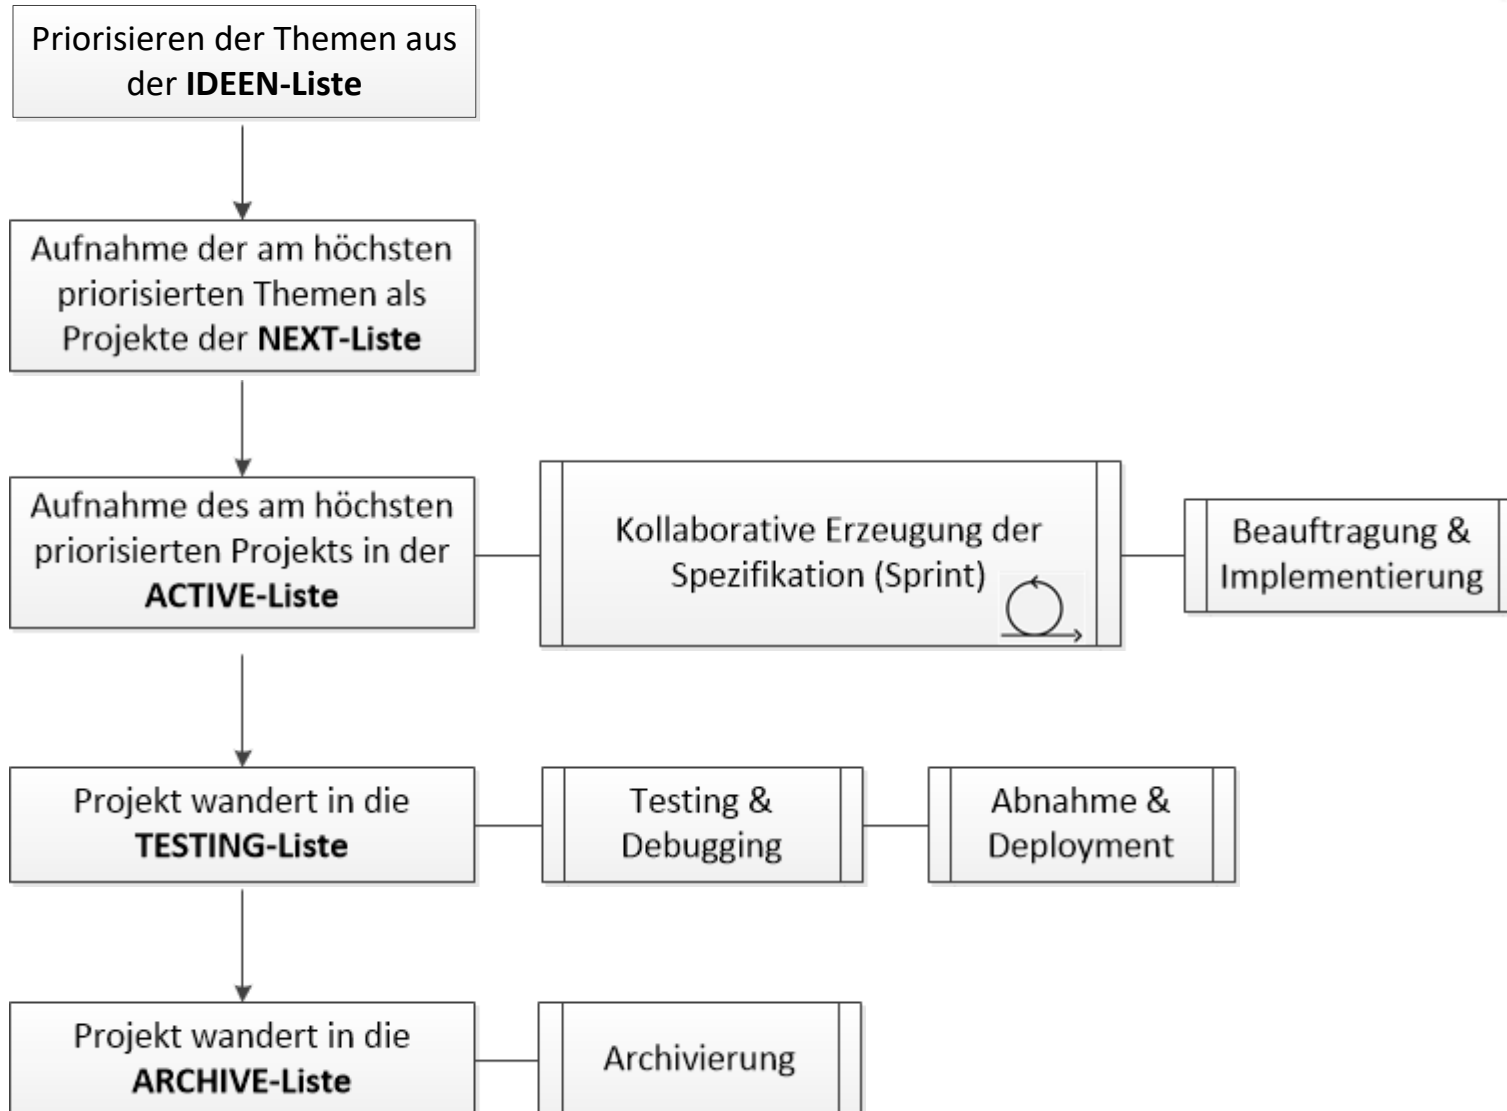 Priorisieren der Themen aus
der IDEEN-Liste
Aufnahme der am höchsten
priorisierten Themen als
Projekte der NEXT-Liste
Aufnahme des am höchsten
priorisierten Projekts in der
ACTIVE-Liste
Kollaborative Erzeugung der
Spezifikation (Sprint)
Beauftragung &
Implementierung
Projekt wandert in die
TESTING-Liste
Testing &
Debugging
Abnahme &
Deployment
Projekt wandert in die
ARCHIVE-Liste
Archivierung